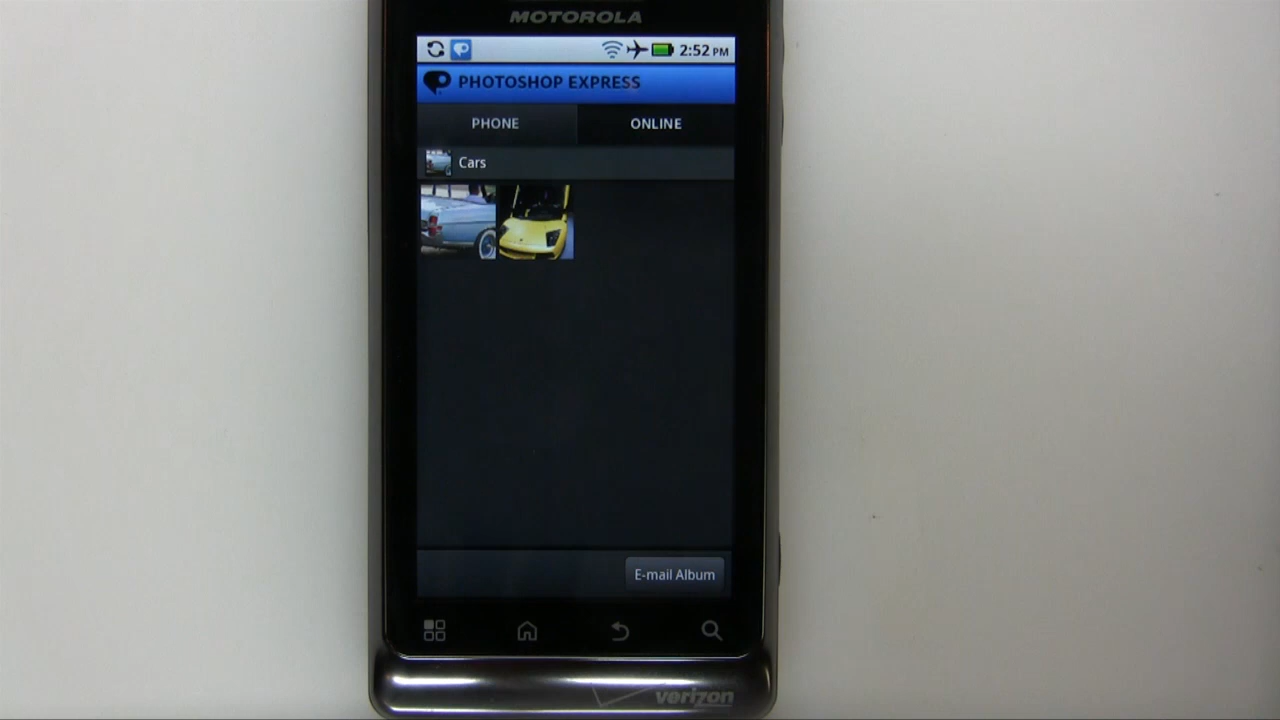 MOTOROLA
2:52 PM
PHOTOSHOP EXPRESS
PHONE
ONLINE
Cars
E-mail Album
verizon